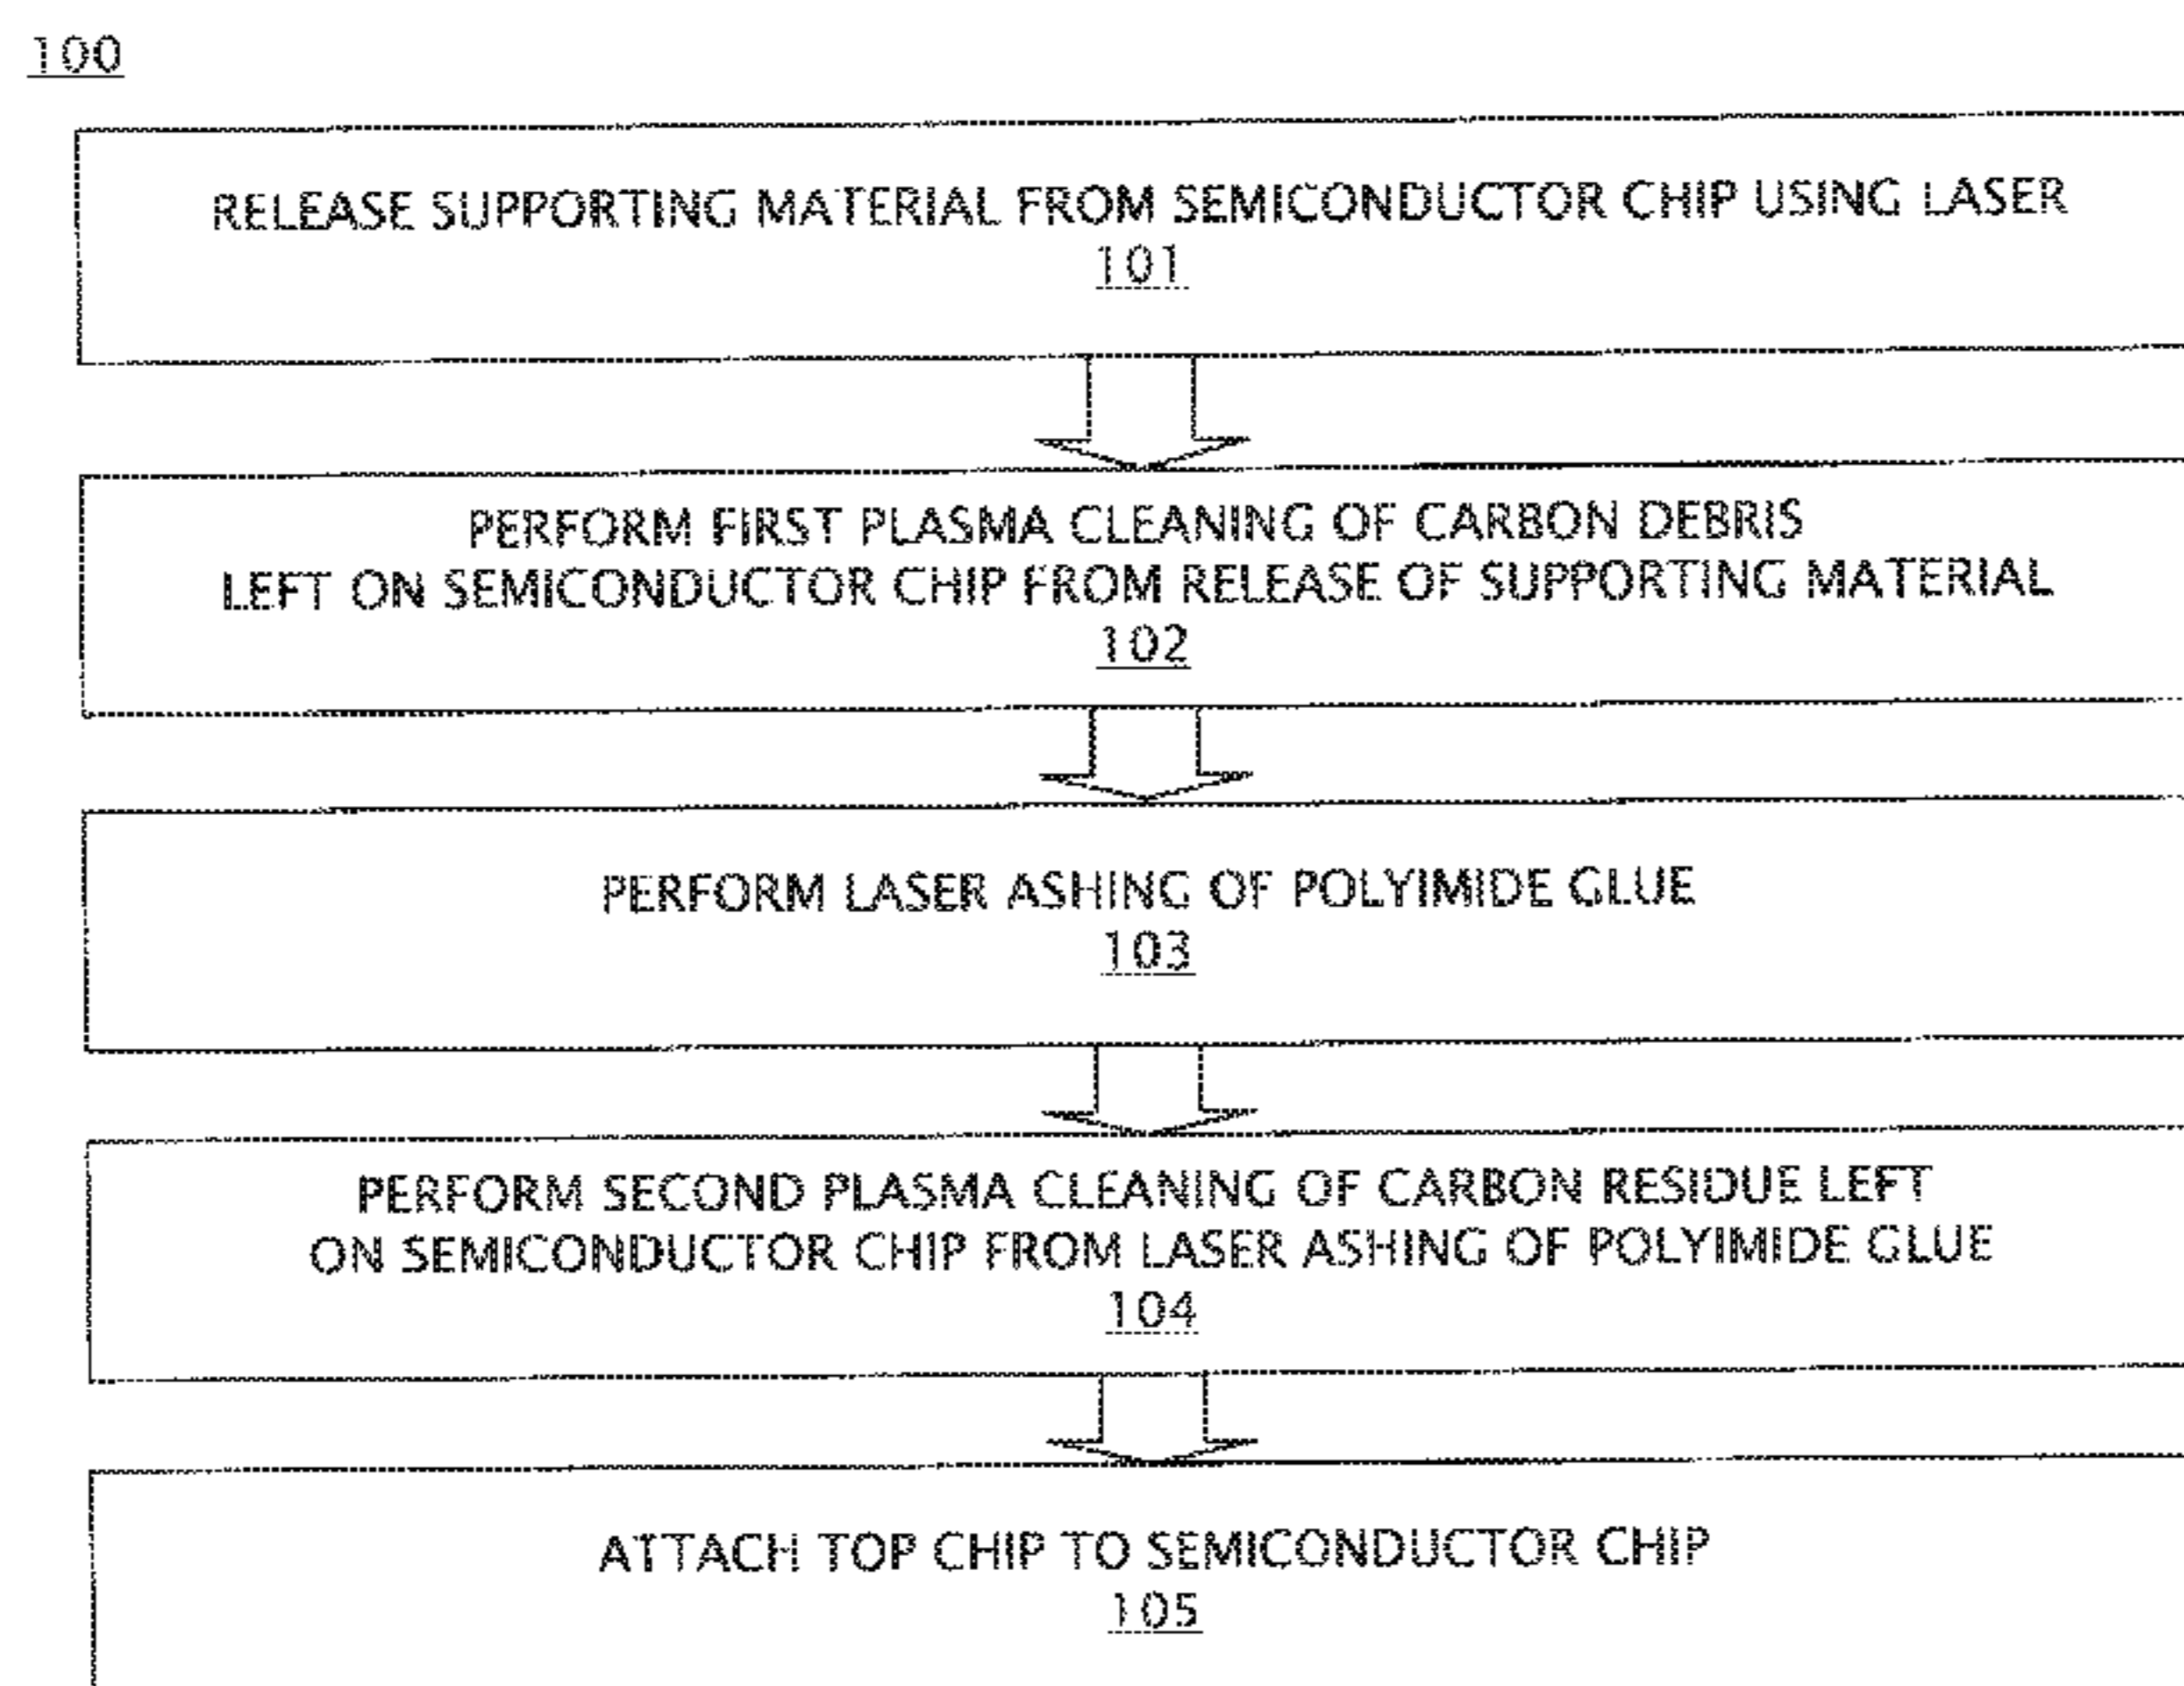 100
RELEASE SUPPORTING MATERIAL FROM SEMICONDUCTOR CHIP USING LASER
101
PERFORM FIRST PLASMA CLEANING OF CARBON DEBRIS
LEFT ON SEMICONDUCTOR CHIP FROM RELEASE OF SUPPORTING MATERIAL
102
PERFORM LASER ASHING OF POLYIMIDE GLUE
103
PERFORM SECOND PLASMA CLEANING OF CARBON RESIDUE LEFT
ON SEMICONDUCTOR CHIP FROM LASER ASHING OF POLYIMIDE GLUE
104
ATTACH TOP CHIP TO SEMICONDUCTOR CHIP
105